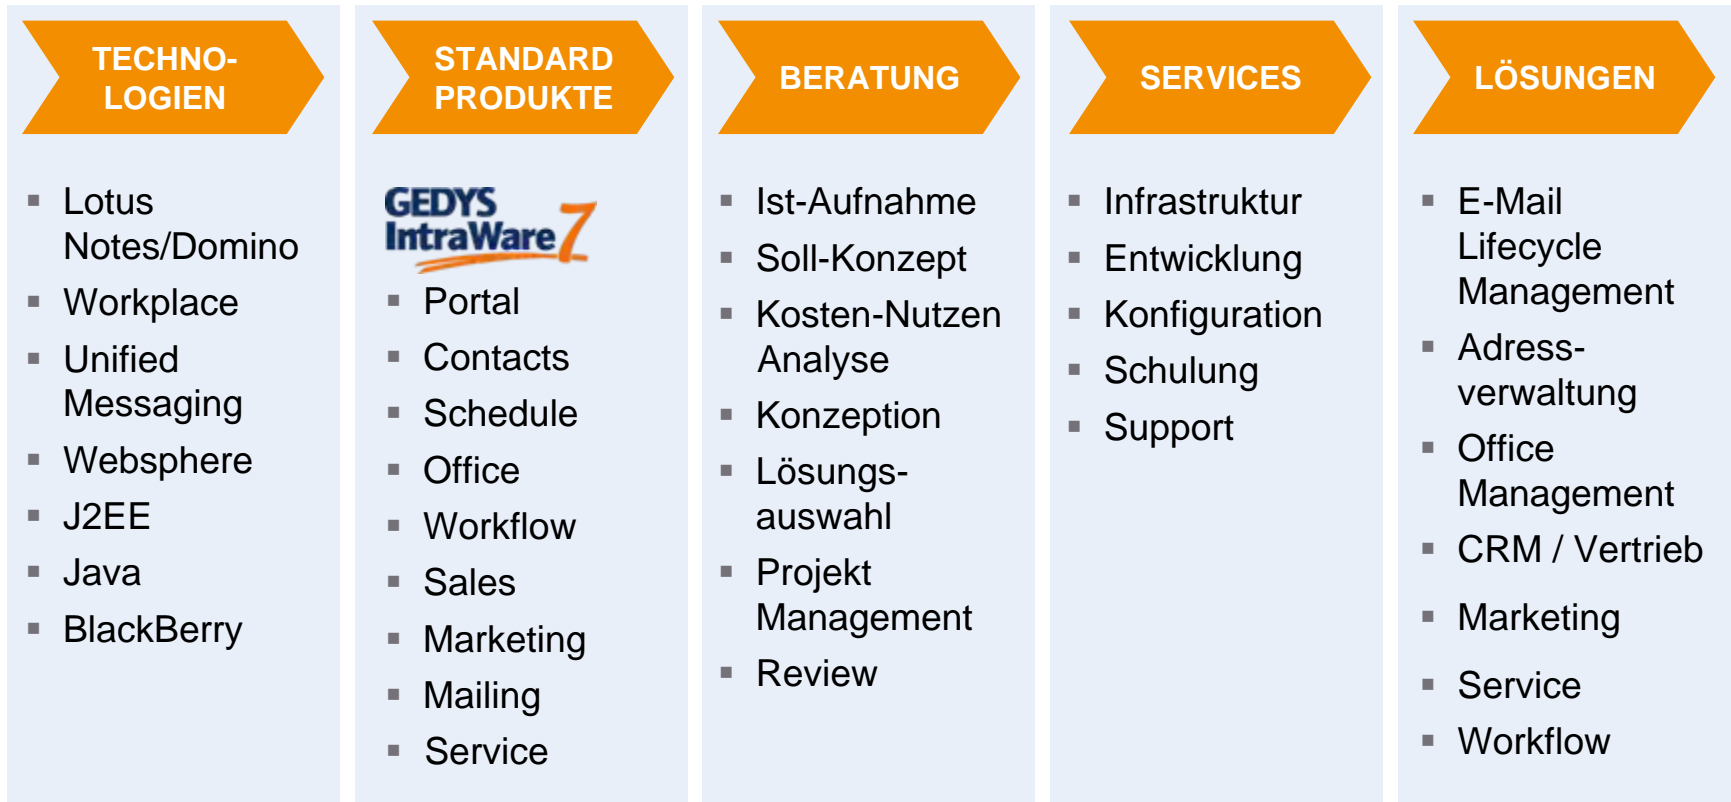 TECHNO-
LOGIEN
Lotus
Notes/Domino
Workplace
Unified
Messaging
Websphere
J2EE
Java
BlackBerry
STANDARD
PRODUKTE
GEDYS
IntraWare 7
Portal
Contacts
Schedule
Office
Workflow
Sales
Marketing
Mailing
Service
BERATUNG
Ist-Aufnahme
Soll-Konzept
Kosten-Nutzen
Analyse
Konzeption
Lösungs-
auswahl
Projekt
Management
Review
SERVICES
Infrastruktur
Entwicklung
Konfiguration
Schulung
Support
LÖSUNGEN
E-Mail
Lifecycle
Management
Adress-
verwaltung
Office
Management
CRM / Vertrieb
Marketing
Service
Workflow